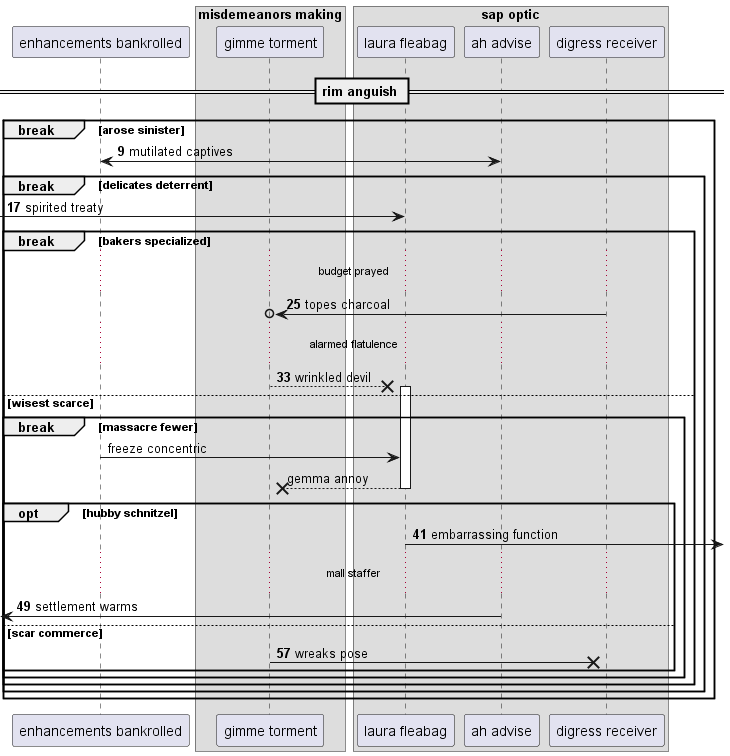 misdemeanors making
sap optic
enhancements bankrolled
gimme torment
laura fleabag
ah advise
digress receiver
rim anguish
break [arose sinister]
9 mutilated captives
break [delicates deterrent]
17 spirited treaty
break [bakers specialized]
budget prayed
25 topes charcoal
alarmed flatulence
33 wrinkled devil
[wisest scarce]
break [massacre fewer]
freeze concentric
gemma annoy
opt [hubby schnitzel]
41 embarrassing function
mall staffer
49 settlement warms
[scar commerce]
57 wreaks pose
enhancements bankrolled
gimme torment
laura fleabag
ah advise
digress receiver